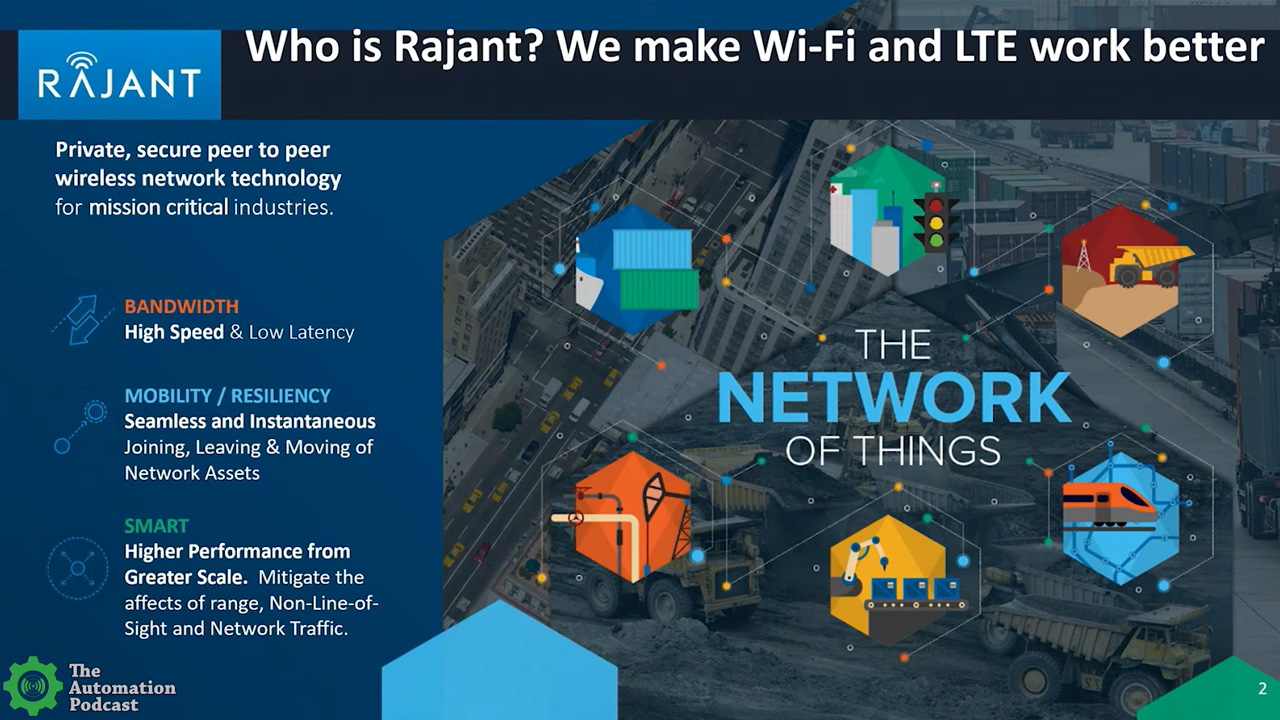 Who is Rajant? We make Wi-Fi and LTE work better
RAJANT
Private, secure peer to peer
wireless network technology
for mission critical industries.
BANDWIDTH
High Speed & Low Latency
MOBILITY / RESILIENCY
Seamless and Instantaneous
Joining, Leaving & Moving of
Network Assets
SMART
Higher Performance from
Greater Scale. Mitigate the
affects of range, Non-Line-of-
Sight and Network Traffic.
THE
NETWORK
OF THINGS
The
Automation
Podcast
2